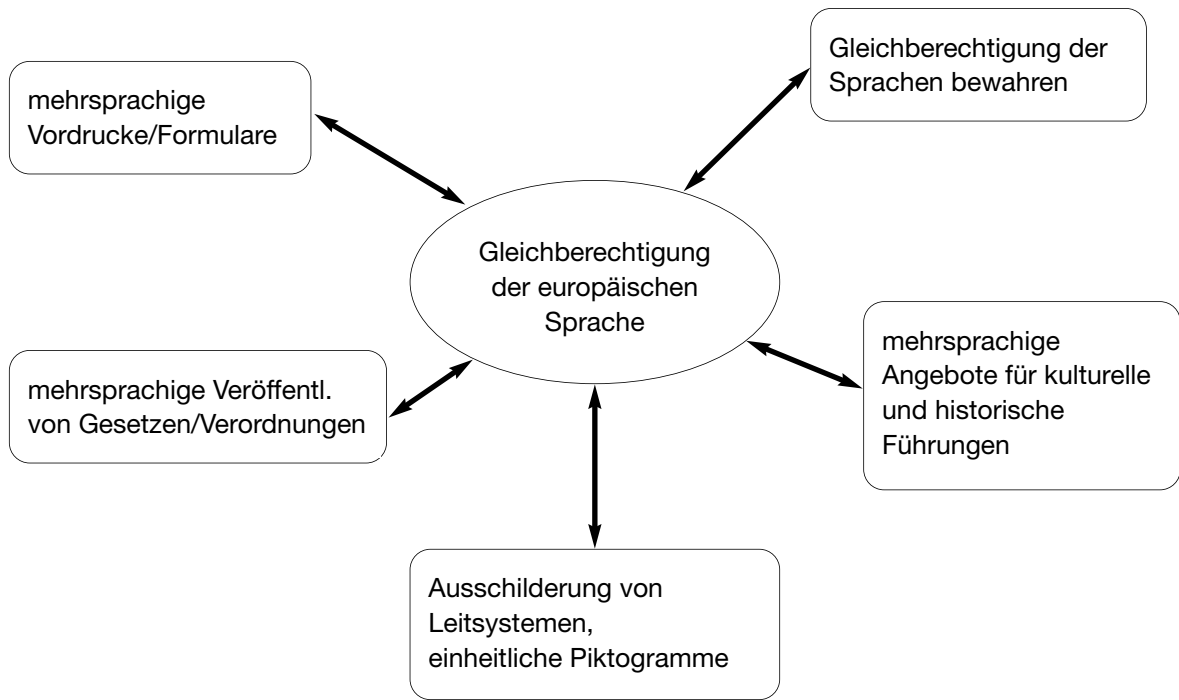 Gleichberechtigung der
Sprachen bewahren
mehrsprachige
Vordrucke/Formulare
Gleichberechtigung
der europäischen
Sprache
mehrsprachige
Angebote für kulturelle
und historische
Führungen
mehrsprachige Veröffentl.
von Gesetzen/Verordnungen
Ausschilderung von
Leitsystemen,
einheitliche Piktogramme